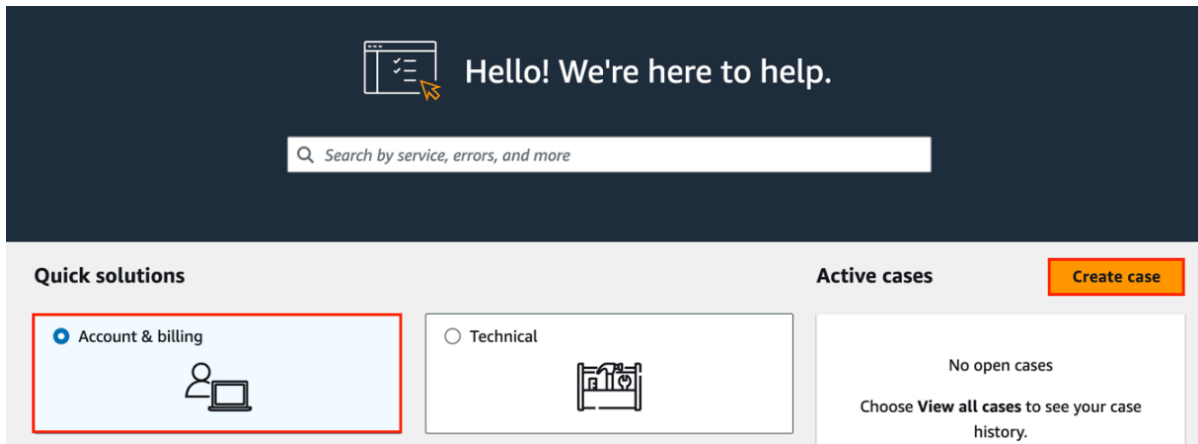 Hello! We're here to help.
Search by service, errors, and more
Quick solutions
Active cases
Create case
Account & billing
Technical
No open cases
Choose View all cases to see your case
history.